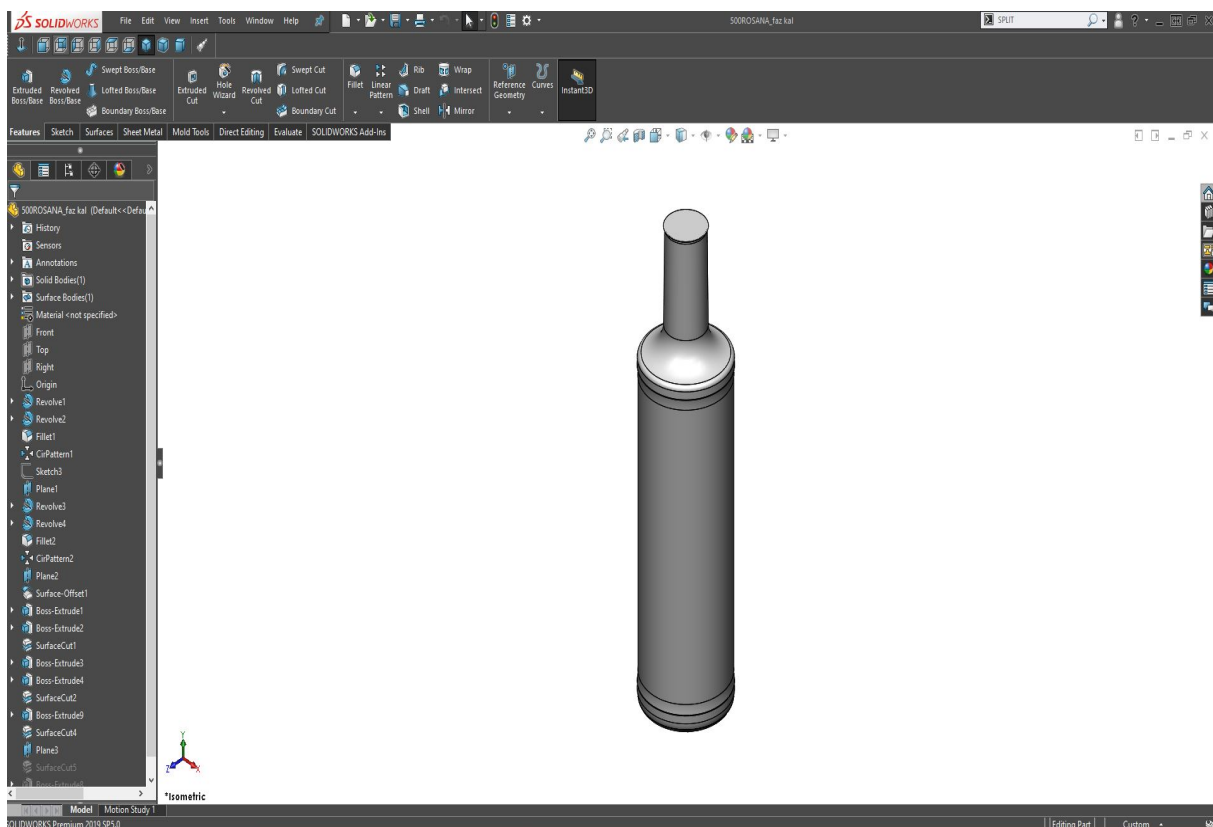 SOLIDWORKS File Edit View Insert Tools Window Help 500ROSANA_faz kal SPLIT
Extruded Boss/Base Revolved Boss/Base Swept Boss/Base Lofted Boss/Base Boundary Boss/Base Extruded Cut Hole Wizard Revolved Cut Swept Cut Lofted Cut Boundary Cut Fillet Linear Pattern Rib Draft Shell Wrap Intersect Mirror Reference Geometry Curves Instant3D
Features Sketch Surfaces Sheet Metal Mold Tools Direct Editing Evaluate SOLIDWORKS Add-Ins
500ROSANA_faz kal (Default<<Defau
History
Sensors
Annotations
Solid Bodies(1)
Surface Bodies(1)
Material <not specified>
Front
Top
Right
Origin
Revolve1
Revolve2
Fillet1
CirPattern1
Sketch3
Plane1
Revolve3
Revolve4
Fillet2
CirPattern2
Plane2
Surface-Offset1
Boss-Extrude1
Boss-Extrude2
SurfaceCut1
Boss-Extrude3
Boss-Extrude4
SurfaceCut2
Boss-Extrude9
SurfaceCut4
Plane3
SurfaceCut5
Y
Z X
*Isometric
Model Motion Study 1
SOLIDWORKS Premium 2019 SP5.0 Editing Part Custom